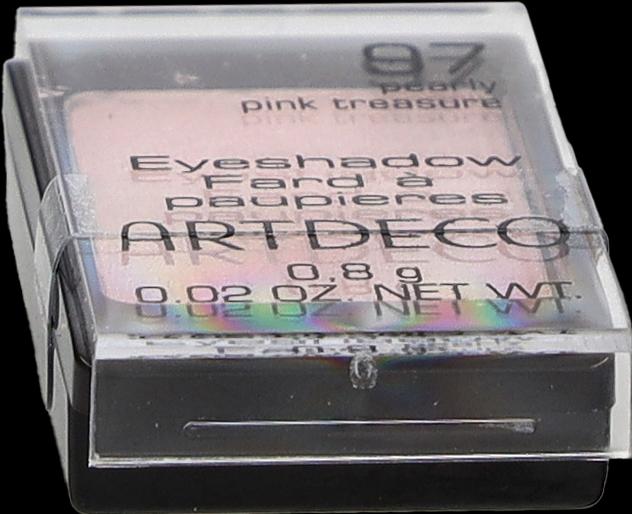 97
pearly
pink treasure
Eyeshadow
Fard à
paupieres
ARTDECO
0.8 g
0.02 OZ. NET WT.